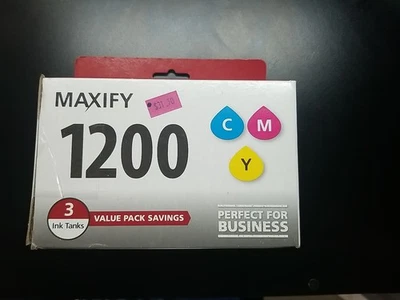 MAXIFY
1200
C M
Y
3
Ink Tanks
VALUE PACK SAVINGS
PERFECT FOR
BUSINESS